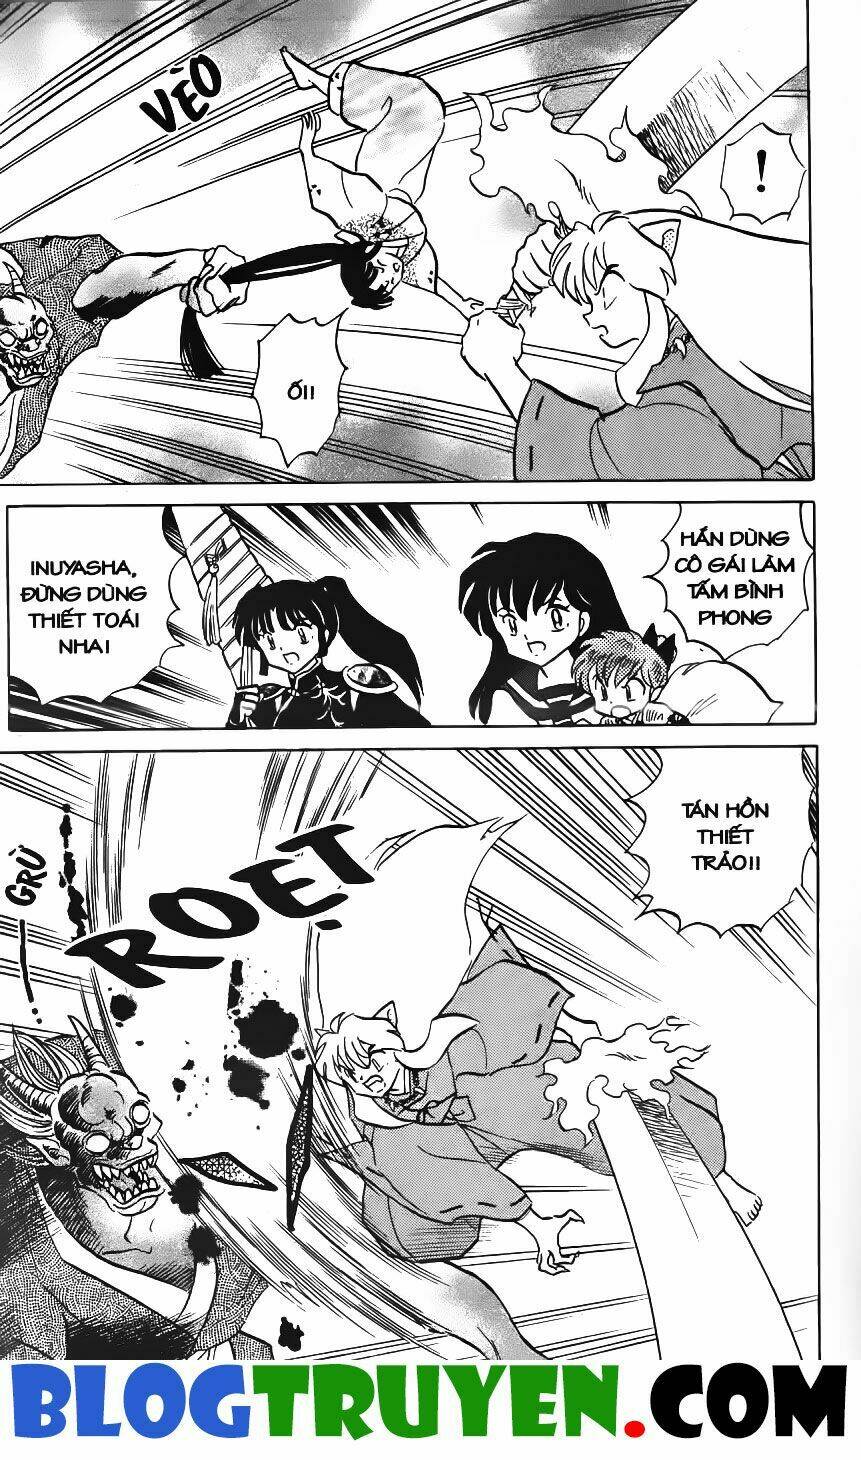 VÈO
!
ỐI!
HẮN DÙNG
CÔ GÁI LÀM
TẤM BÌNH
PHONG
INUYASHA,
ĐỪNG DÙNG
THIẾT TOÁI
NHA!
TÁN HỒN
THIẾT
TRẢO!!
ROẸT
GRỪ
BLOGTRUYEN.COM